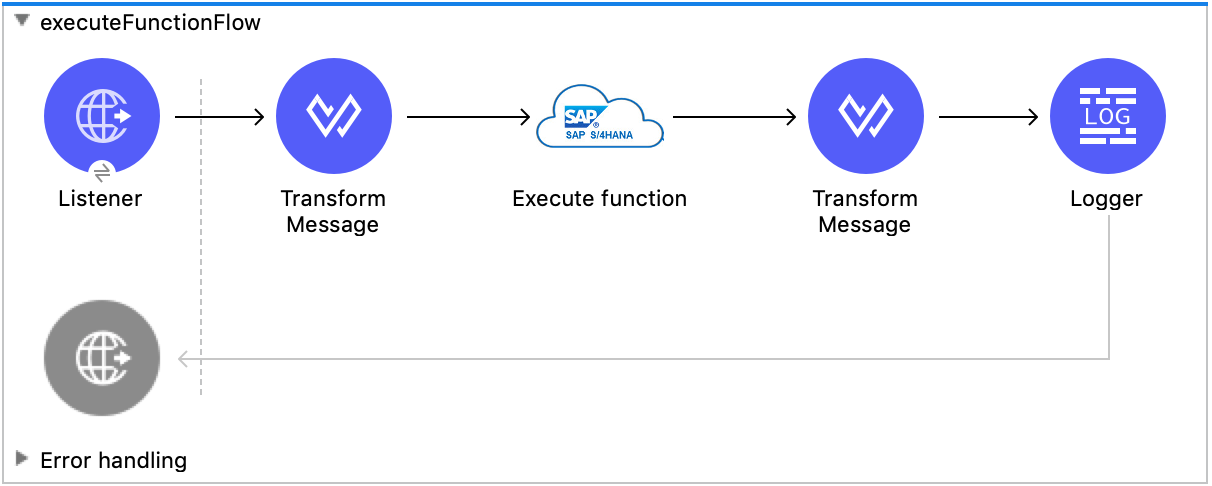 executeFunctionFlow
SAP®
SAP S/4HANA
LOG
Listener
Transform
Message
Execute function
Transform
Message
Logger
Error handling